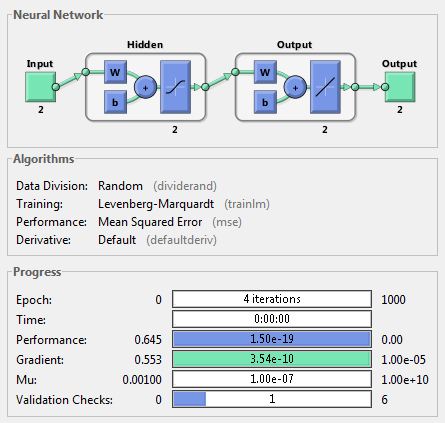 Neural Network
Hidden Output
Input Output
W W
b b
+ +
2 2 2 2
Algorithms
Data Division: Random (dividerand)
Training: Levenberg-Marquardt (trainlm)
Performance: Mean Squared Error (mse)
Derivative: Default (defaultderiv)
Progress
Epoch: 0 4 iterations 1000
Time: 0:00:00
Performance: 0.645 1.50e-19 0.00
Gradient: 0.553 3.54e-10 1.00e-05
Mu: 0.00100 1.00e-07 1.00e+10
Validation Checks: 0 1 6